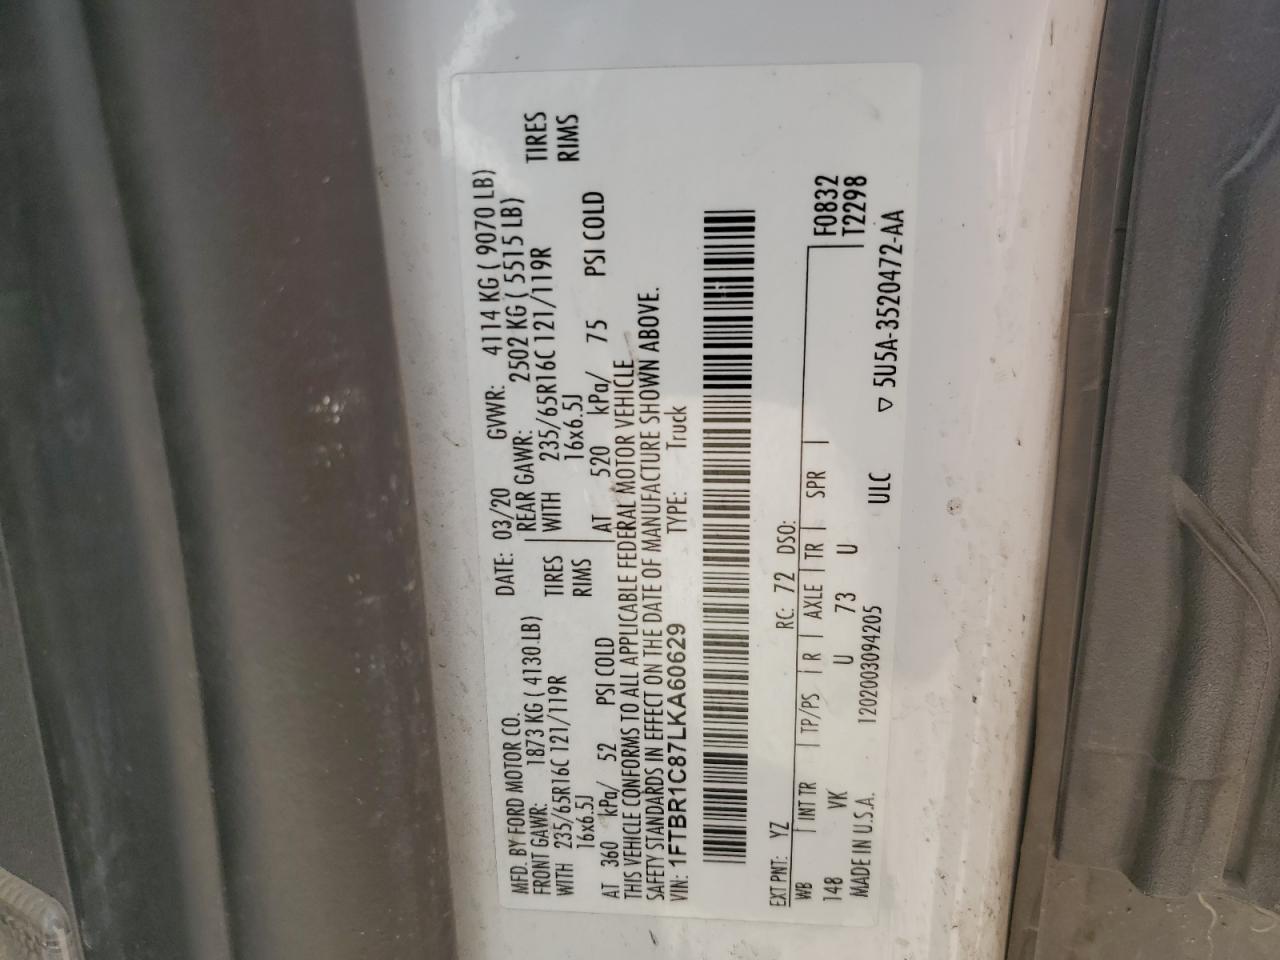 MFD. BY FORD MOTOR CO.
DATE: 03/20 GVWR: 4114 KG ( 9070 LB)
FRONT GAWR: 1873 KG ( 4130 LB) REAR GAWR: 2502 KG ( 5515 LB)
WITH 235/65R16C 121/119R TIRES WITH 235/65R16C 121/119R TIRES
16x6.5J RIMS 16x6.5J RIMS
AT 360 kPa/ 52 PSI COLD AT 520 kPa/ 75 PSI COLD
THIS VEHICLE CONFORMS TO ALL APPLICABLE FEDERAL MOTOR VEHICLE
SAFETY STANDARDS IN EFFECT ON THE DATE OF MANUFACTURE SHOWN ABOVE.
VIN: 1FTBR1C87LKA60629 TYPE: Truck
EXT PNT: YZ RC: 72 DSO:
WB INT TR TP/PS R AXLE TR SPR F0832
148 VK U 73 U T2298
MADE IN U.S.A. 120200309​4205 ULC ▽ 5U5A-3520472-AA